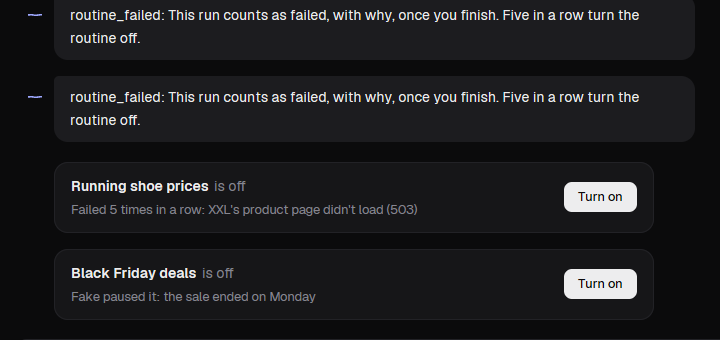 routine_failed: This run counts as failed, with why, once you finish. Five in a row turn the
routine off.
routine_failed: This run counts as failed, with why, once you finish. Five in a row turn the
routine off.
Running shoe prices is off
Failed 5 times in a row: XXL's product page didn't load (503)
Turn on
Black Friday deals is off
Fake paused it: the sale ended on Monday
Turn on